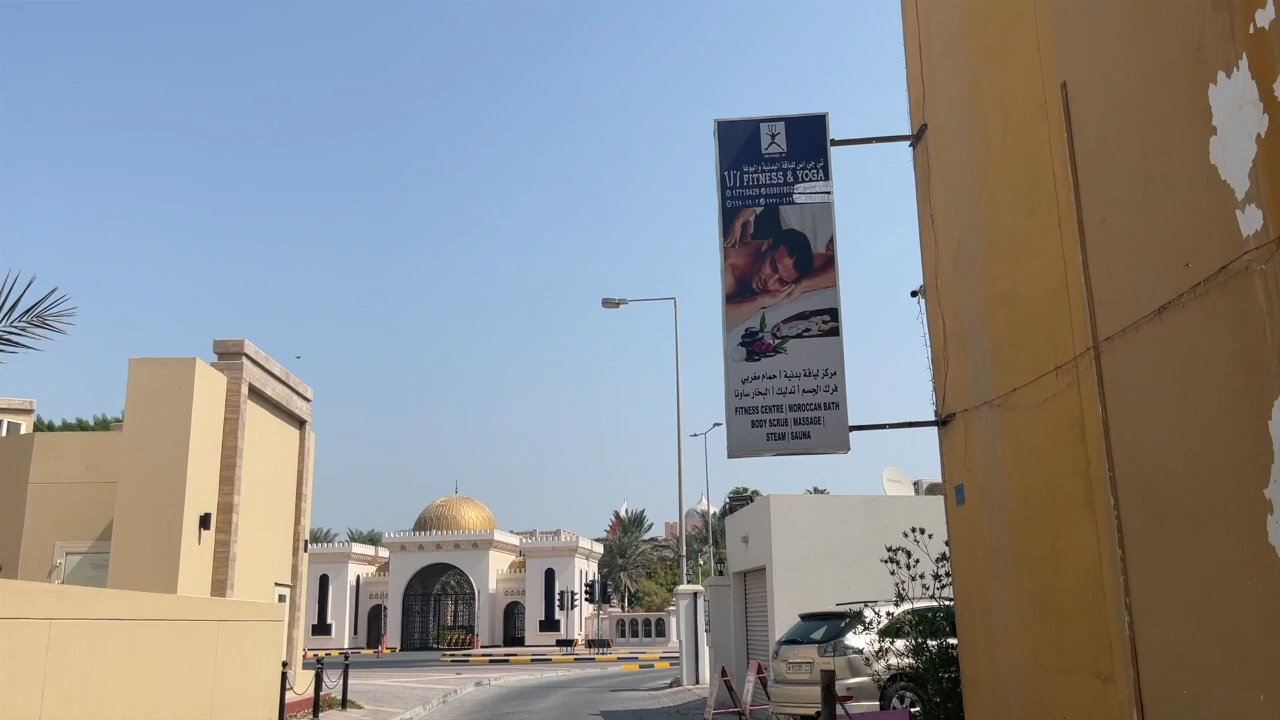 تي جي اس للياقة البدنية واليوغا
FITNESS & YOGA
17710429
مركز لياقة بدنية | حمام مغربي
فرك الجسم | تدليك | البخار ساونا
FITNESS CENTRE | MOROCCAN BATH
BODY SCRUB | MASSAGE |
STEAM | SAUNA